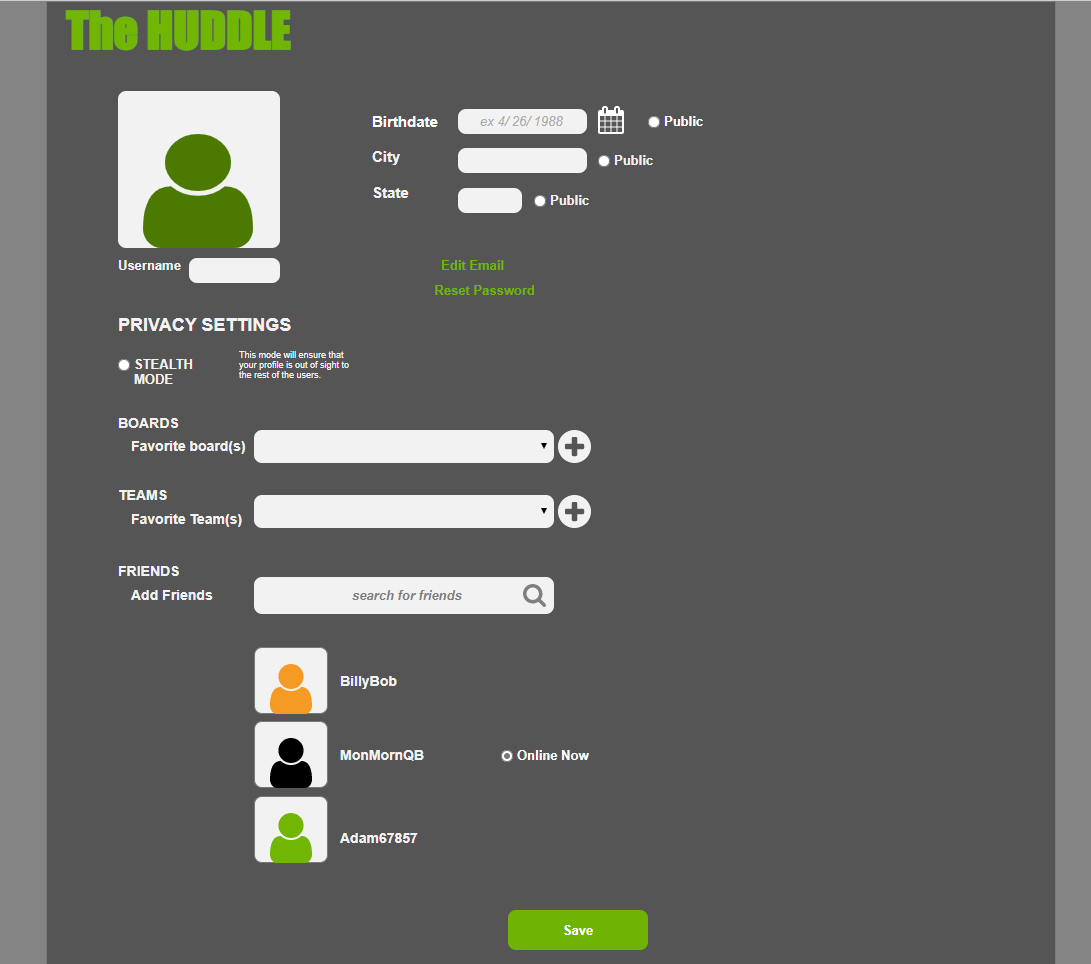 The HUDDLE
Birthdate ex 4/ 26/ 1988 Public
City Public
State Public
Username
Edit Email
Reset Password
PRIVACY SETTINGS
STEALTH
MODE
This mode will ensure that
your profile is out of sight to
the rest of the users.
BOARDS
Favorite board(s)
TEAMS
Favorite Team(s)
FRIENDS
Add Friends search for friends
BillyBob
MonMornQB Online Now
Adam67857
Save